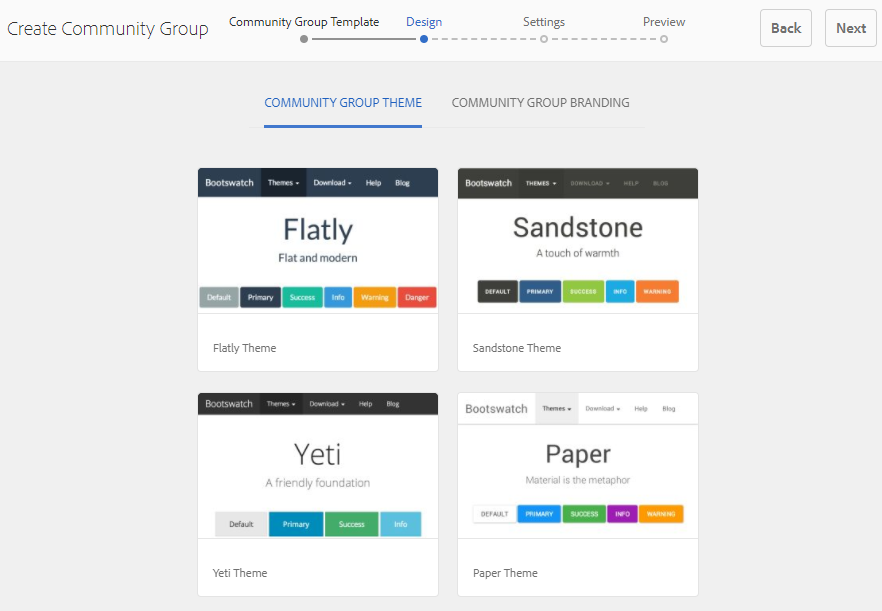 Create Community Group
Community Group Template Design Settings Preview
Back Next
COMMUNITY GROUP THEME COMMUNITY GROUP BRANDING
Bootswatch Themes Download Help Blog
Flatly
Flat and modern
Default Primary Success Info Warning Danger
Flatly Theme
Bootswatch THEMES DOWNLOAD HELP BLOG
Sandstone
A touch of warmth
DEFAULT PRIMARY SUCCESS INFO WARNING
Sandstone Theme
Bootswatch Themes Download Help Blog
Yeti
A friendly foundation
Default Primary Success Info
Yeti Theme
Bootswatch Themes Download Help Blog
Paper
Material is the metaphor
DEFAULT PRIMARY SUCCESS INFO WARNING
Paper Theme